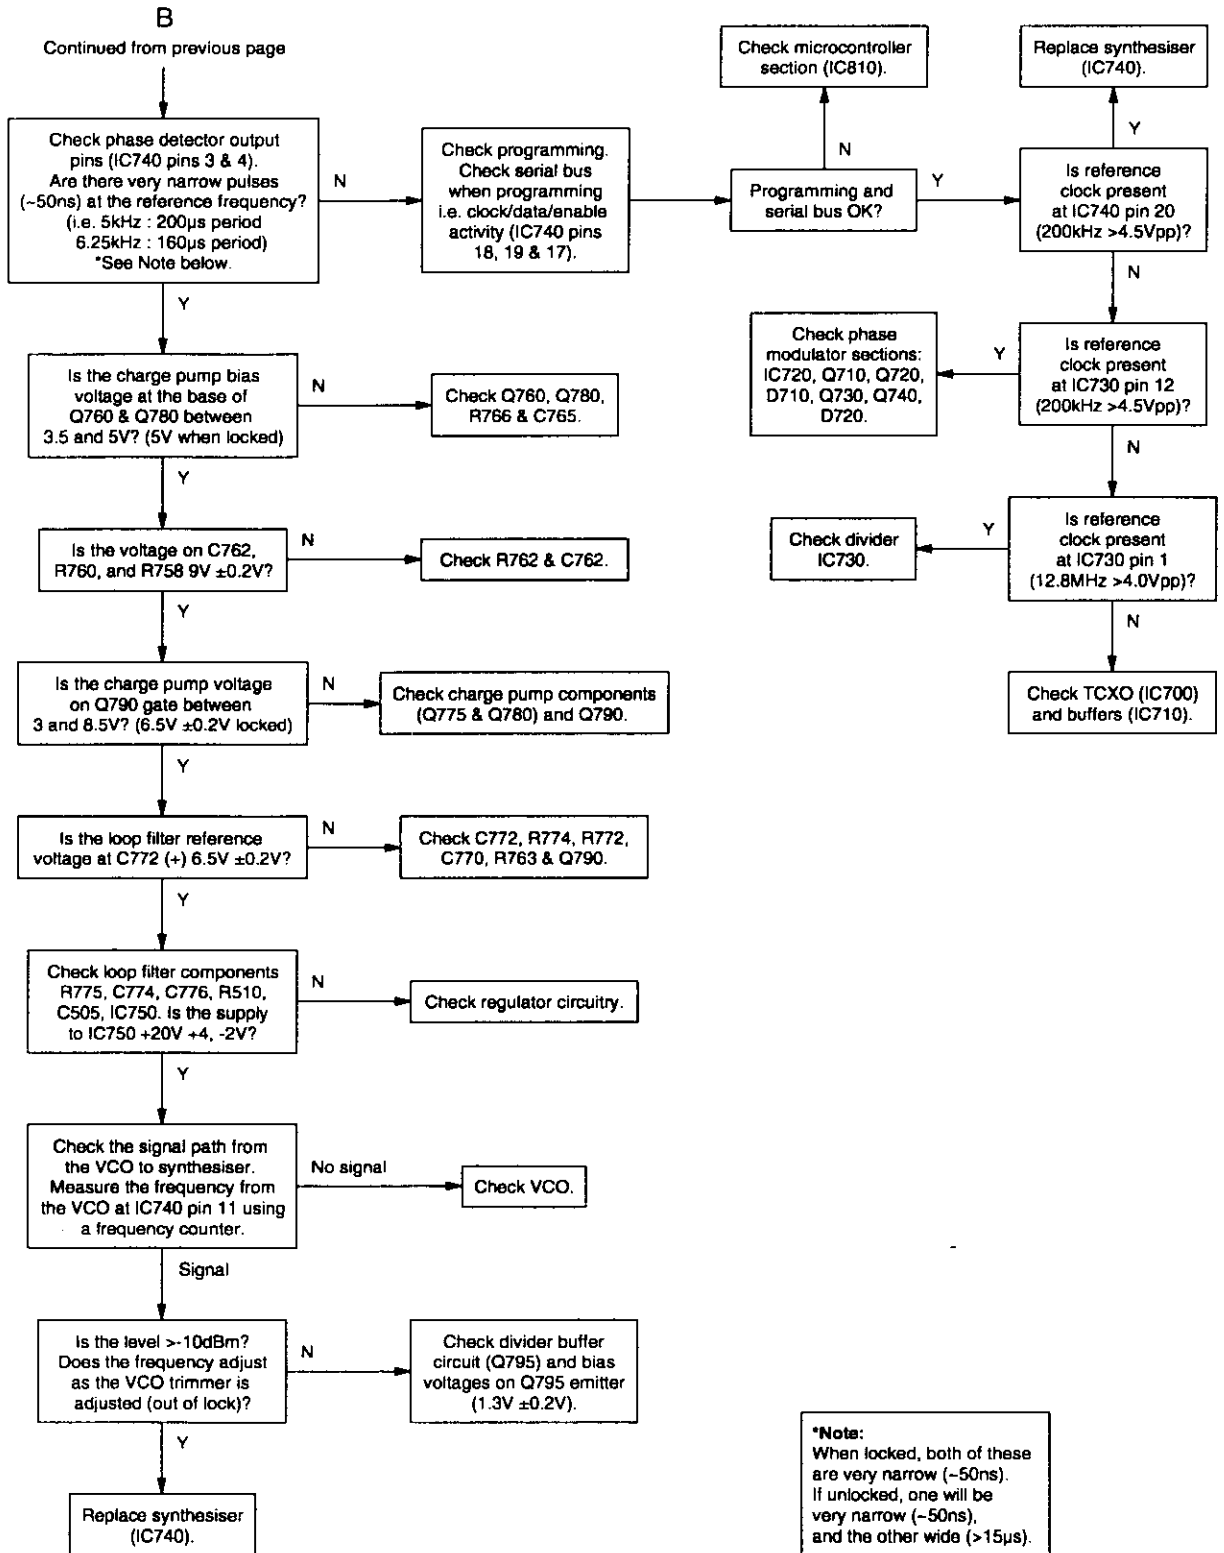 B
Continued from previous page
Check phase detector output
pins (IC740 pins 3 & 4).
Are there very narrow pulses
(~50ns) at the reference frequency?
(i.e. 5kHz : 200µs period
6.25kHz : 160µs period)
*See Note below.
N
Y
Check programming.
Check serial bus
when programming
i.e. clock/data/enable
activity (IC740 pins
18, 19 & 17).
Check microcontroller
section (IC810).
N
Programming and
serial bus OK?
Y
Replace synthesiser
(IC740).
Y
Is reference
clock present
at IC740 pin 20
(200kHz >4.5Vpp)?
N
Is the charge pump bias
voltage at the base of
Q760 & Q780 between
3.5 and 5V? (5V when locked)
N
Y
Check Q760, Q780,
R766 & C765.
Check phase
modulator sections:
IC720, Q710, Q720,
D710, Q730, Q740,
D720.
Y
Is reference
clock present
at IC730 pin 12
(200kHz >4.5Vpp)?
N
Is the voltage on C762,
R760, and R758 9V ±0.2V?
N
Y
Check R762 & C762.
Check divider
IC730.
Y
Is reference
clock present
at IC730 pin 1
(12.8MHz >4.0Vpp)?
N
Is the charge pump voltage
on Q790 gate between
3 and 8.5V? (6.5V ±0.2V locked)
N
Y
Check charge pump components
(Q775 & Q780) and Q790.
Check TCXO (IC700)
and buffers (IC710).
Is the loop filter reference
voltage at C772 (+) 6.5V ±0.2V?
N
Y
Check C772, R774, R772,
C770, R763 & Q790.
Check loop filter components
R775, C774, C776, R510,
C505, IC750. Is the supply
to IC750 +20V +4, -2V?
N
Y
Check regulator circuitry.
Check the signal path from
the VCO to synthesiser.
Measure the frequency from
the VCO at IC740 pin 11 using
a frequency counter.
No signal
Signal
Check VCO.
Is the level >-10dBm?
Does the frequency adjust
as the VCO trimmer is
adjusted (out of lock)?
N
Y
Check divider buffer
circuit (Q795) and bias
voltages on Q795 emitter
(1.3V ±0.2V).
Replace synthesiser
(IC740).
*Note:
When locked, both of these
are very narrow (~50ns).
If unlocked, one will be
very narrow (~50ns),
and the other wide (>15µs).